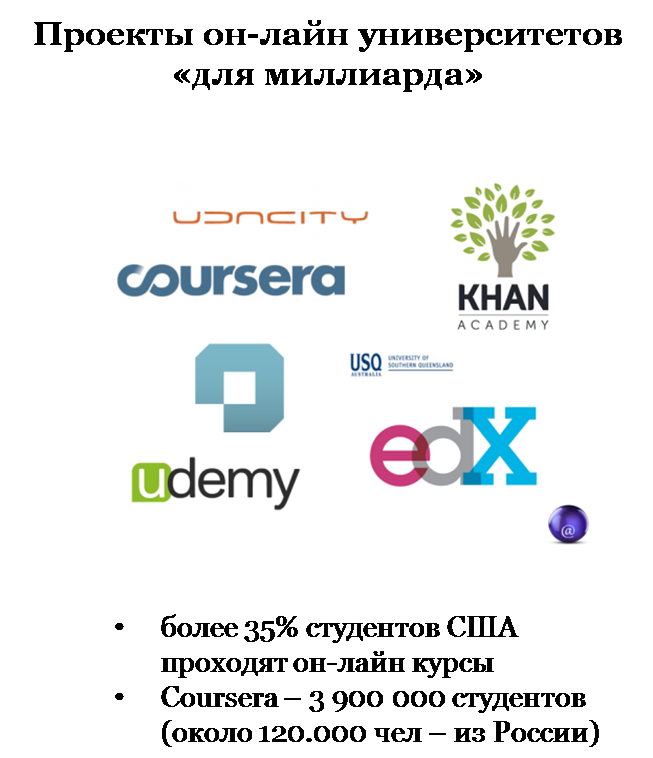 Проекты он-лайн университетов
«для миллиарда»
UDACITY
coursera
KHAN
ACADEMY
USQ
AUSTRALIA
UNIVERSITY OF
SOUTHERN QUEENSLAND
udemy
edX
@
• более 35% студентов США
проходят он-лайн курсы
• Coursera – 3 900 000 студентов
(около 120.000 чел – из России)